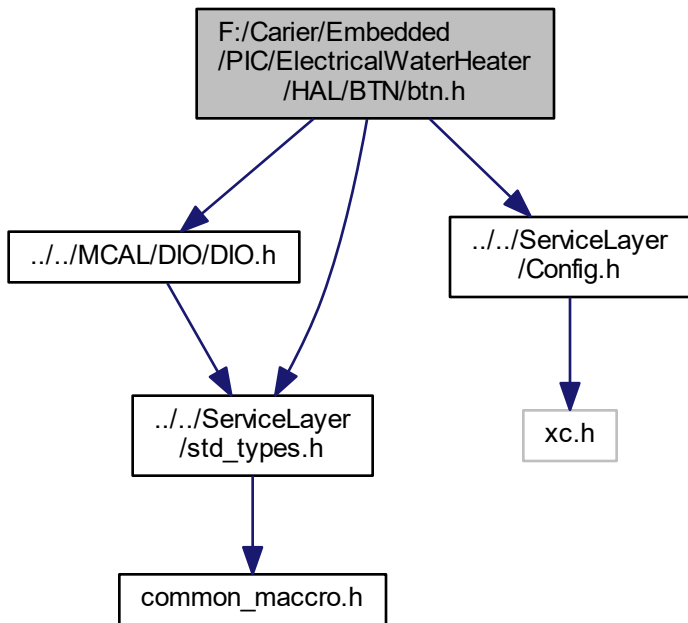 F:/Carier/Embedded
/PIC/ElectricalWaterHeater
/HAL/BTN/btn.h
../../MCAL/DIO/DIO.h
../../ServiceLayer
/Config.h
../../ServiceLayer
/std_types.h
xc.h
common_maccro.h